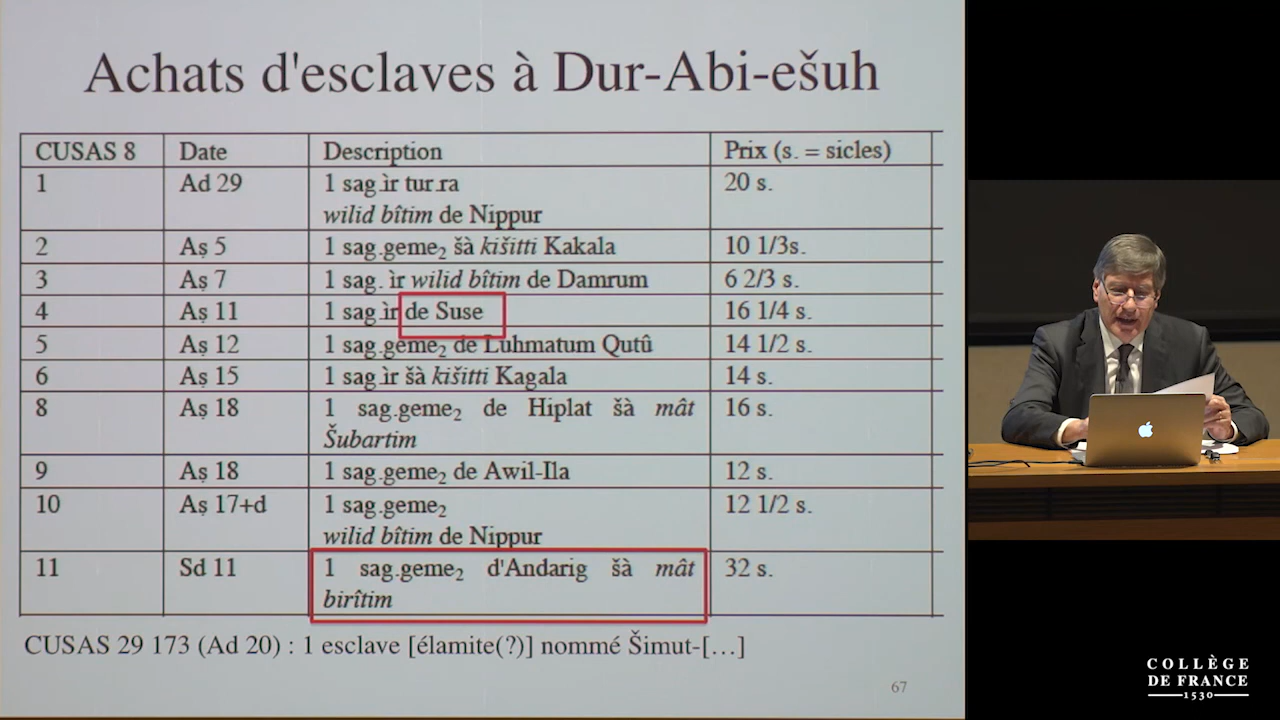 Achats d'esclaves à Dur-Abi-ešuh
CUSAS 8 Date Description Prix (s. = sicles)
1 Ad 29 1 sag.ìr tur.ra 20 s.
wilid bîtim de Nippur
2 Aṣ 5 1 sag.geme₂ šà kišitti Kakala 10 1/3s.
3 Aṣ 7 1 sag. ìr wilid bîtim de Damrum 6 2/3 s.
4 Aṣ 11 1 sag.ìr de Suse 16 1/4 s.
5 Aṣ 12 1 sag.geme₂ de Luhmatum Qutû 14 1/2 s.
6 Aṣ 15 1 sag.ìr šà kišitti Kagala 14 s.
8 Aṣ 18 1 sag.geme₂ de Hiplat šà mât 16 s.
Šubartim
9 Aṣ 18 1 sag.geme₂ de Awil-Ila 12 s.
10 Aṣ 17+d 1 sag.geme₂ 12 1/2 s.
wilid bîtim de Nippur
11 Sd 11 1 sag.geme₂ d'Andarig šà mât 32 s.
birîtim
CUSAS 29 173 (Ad 20) : 1 esclave [élamite(?)] nommé Šimut-[…]
67
COLLÈGE
DE FRANCE
1530